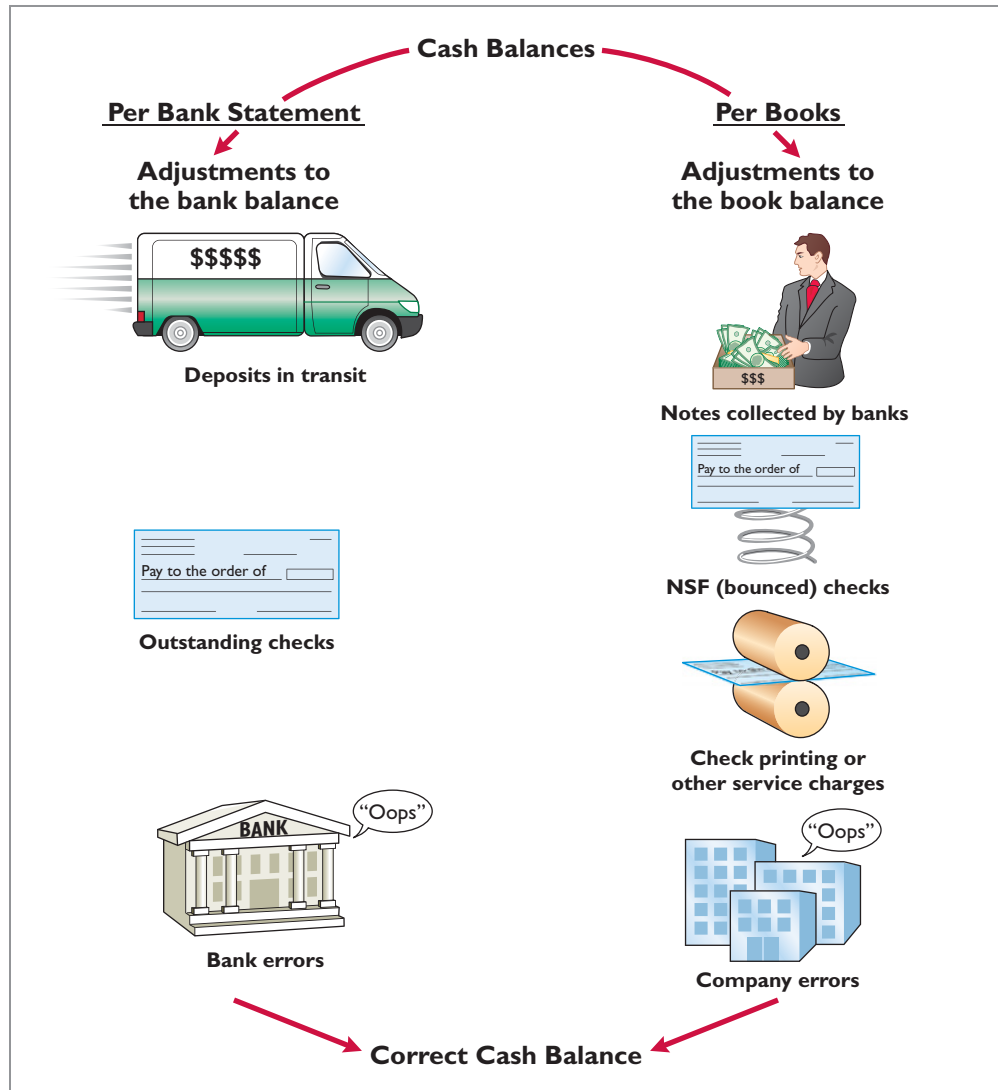 Cash Balances
Per Bank Statement
Per Books
Adjustments to
the bank balance
Adjustments to
the book balance
$$$$$
Deposits in transit
$$$
Notes collected by banks
Pay to the order of
NSF (bounced) checks
Pay to the order of
Outstanding checks
Check printing or
other service charges
BANK
“Oops”
Bank errors
“Oops”
Company errors
Correct Cash Balance